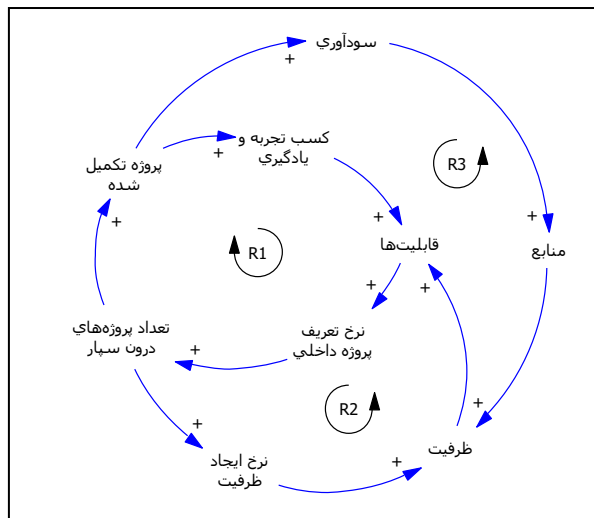 سودآوري
+
کسب تجربه و
يادگيري
+
پروژه تکميل
شده
+
R3
+
قابليت‌ها
+
منابع
R1
+
+
نرخ تعريف
پروژه داخلي
تعداد پروژه‌هاي
درون سپار
+
R2
+
+
ظرفيت
+
نرخ ايجاد
ظرفيت
+